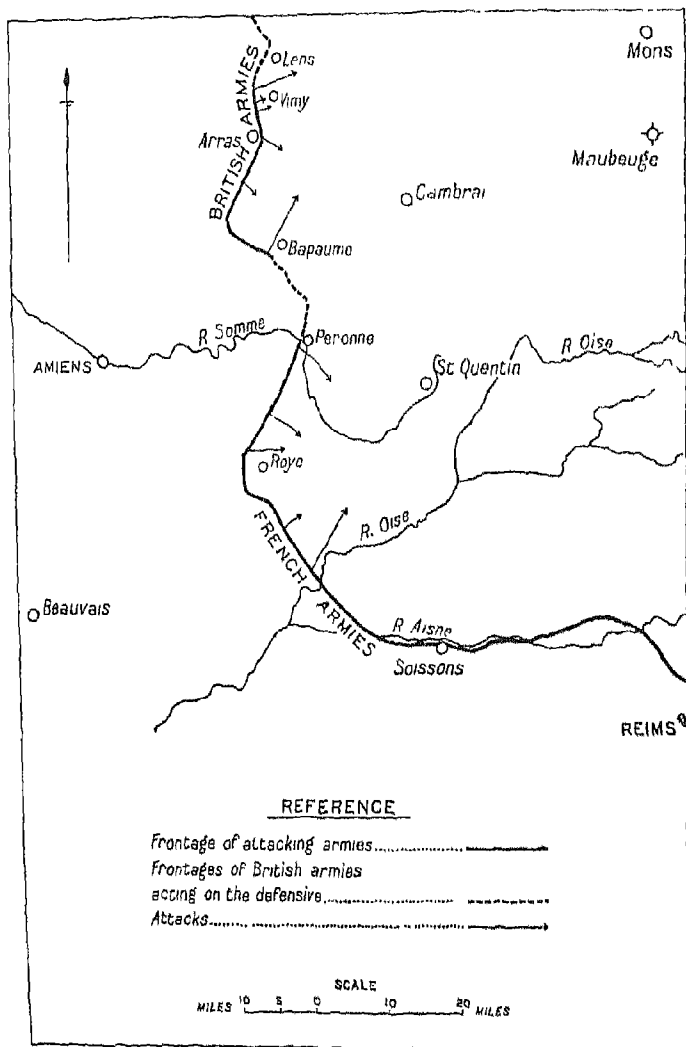 Mons
Lens
Vimy
Maubeuge
Arras
BRITISH ARMIES
Cambrai
Bapaume
R Somme
Peronne
AMIENS
R Oise
St Quentin
Roye
R. Oise
FRENCH ARMIES
Beauvais
R Aisne
Soissons
REIMS
REFERENCE
Frontage of attacking armies
Frontages of British armies
acting on the defensive
Attacks
SCALE
MILES 10 5 0 10 20 MILES